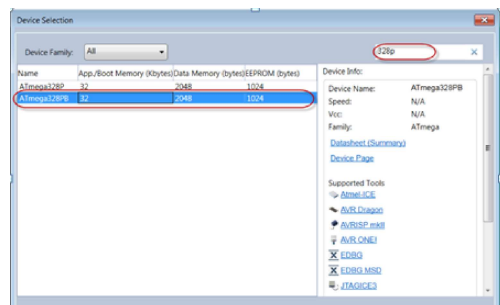 Device Selection
Device Family: All 328p
Name App./Boot Memory (Kbytes) Data Memory (bytes) EEPROM (bytes)
ATmega328P 32 2048 1024
ATmega328PB 32 2048 1024
Device Info:
Device Name: ATmega328PB
Speed: N/A
Vcc: N/A
Family: ATmega
Datasheet (Summary)
Device Page
Supported Tools
Atmel-ICE
AVR Dragon
AVRISP mkII
AVR ONE!
EDBG
EDBG MSD
JTAGICE3